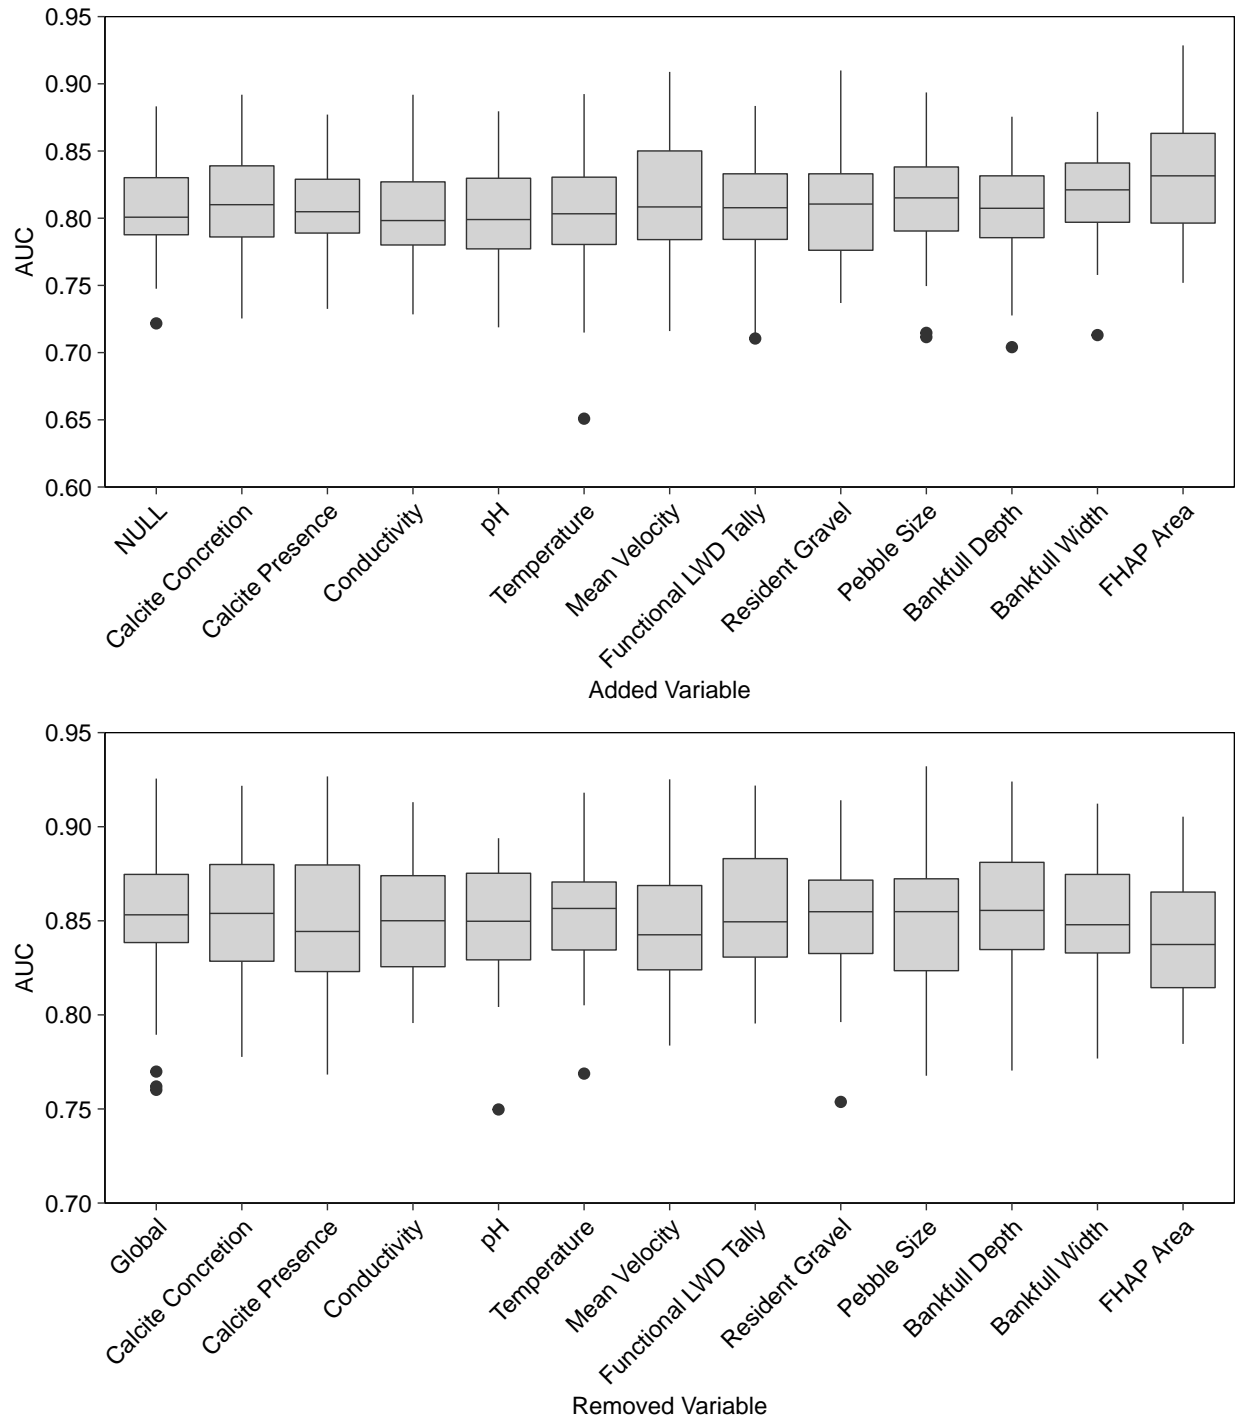 0.95
0.90
0.85
0.80
0.75
0.70
0.65
0.60
AUC
NULL
Calcite Concretion
Calcite Presence
Conductivity
pH
Temperature
Mean Velocity
Functional LWD Tally
Resident Gravel
Pebble Size
Bankfull Depth
Bankfull Width
FHAP Area
Added Variable
0.95
0.90
0.85
0.80
0.75
0.70
AUC
Global
Calcite Concretion
Calcite Presence
Conductivity
pH
Temperature
Mean Velocity
Functional LWD Tally
Resident Gravel
Pebble Size
Bankfull Depth
Bankfull Width
FHAP Area
Removed Variable